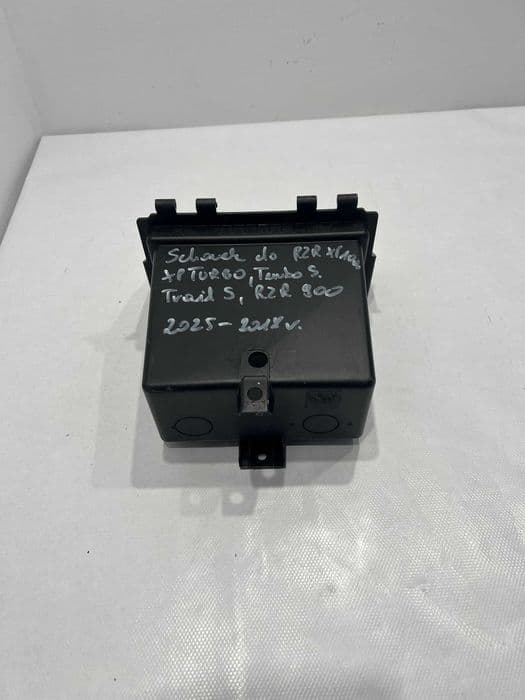 Schowek do RZR XP1000
XP TURBO, Turbo S.
Trail S, RZR 900
2025-2018 r.